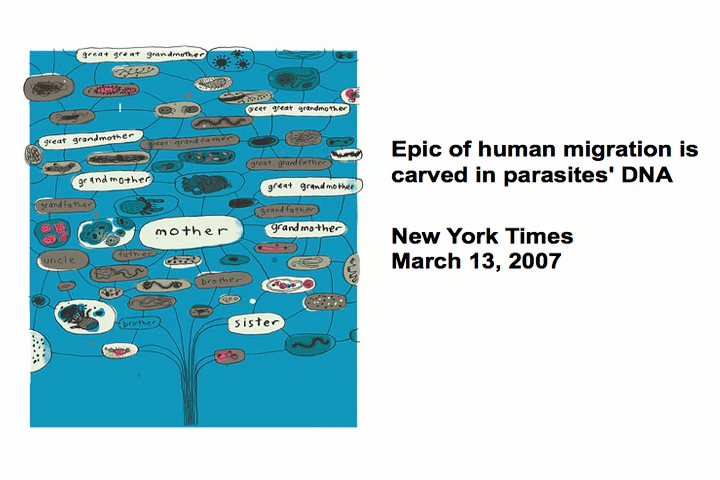 great great grandmother
great great grandmother
great grandmother
great grandfather
great grandfather
grandmother
great grandmother
grandfather
grandfather
mother
grandmother
uncle
father
brother
brother
sister
Epic of human migration is
carved in parasites' DNA
New York Times
March 13, 2007